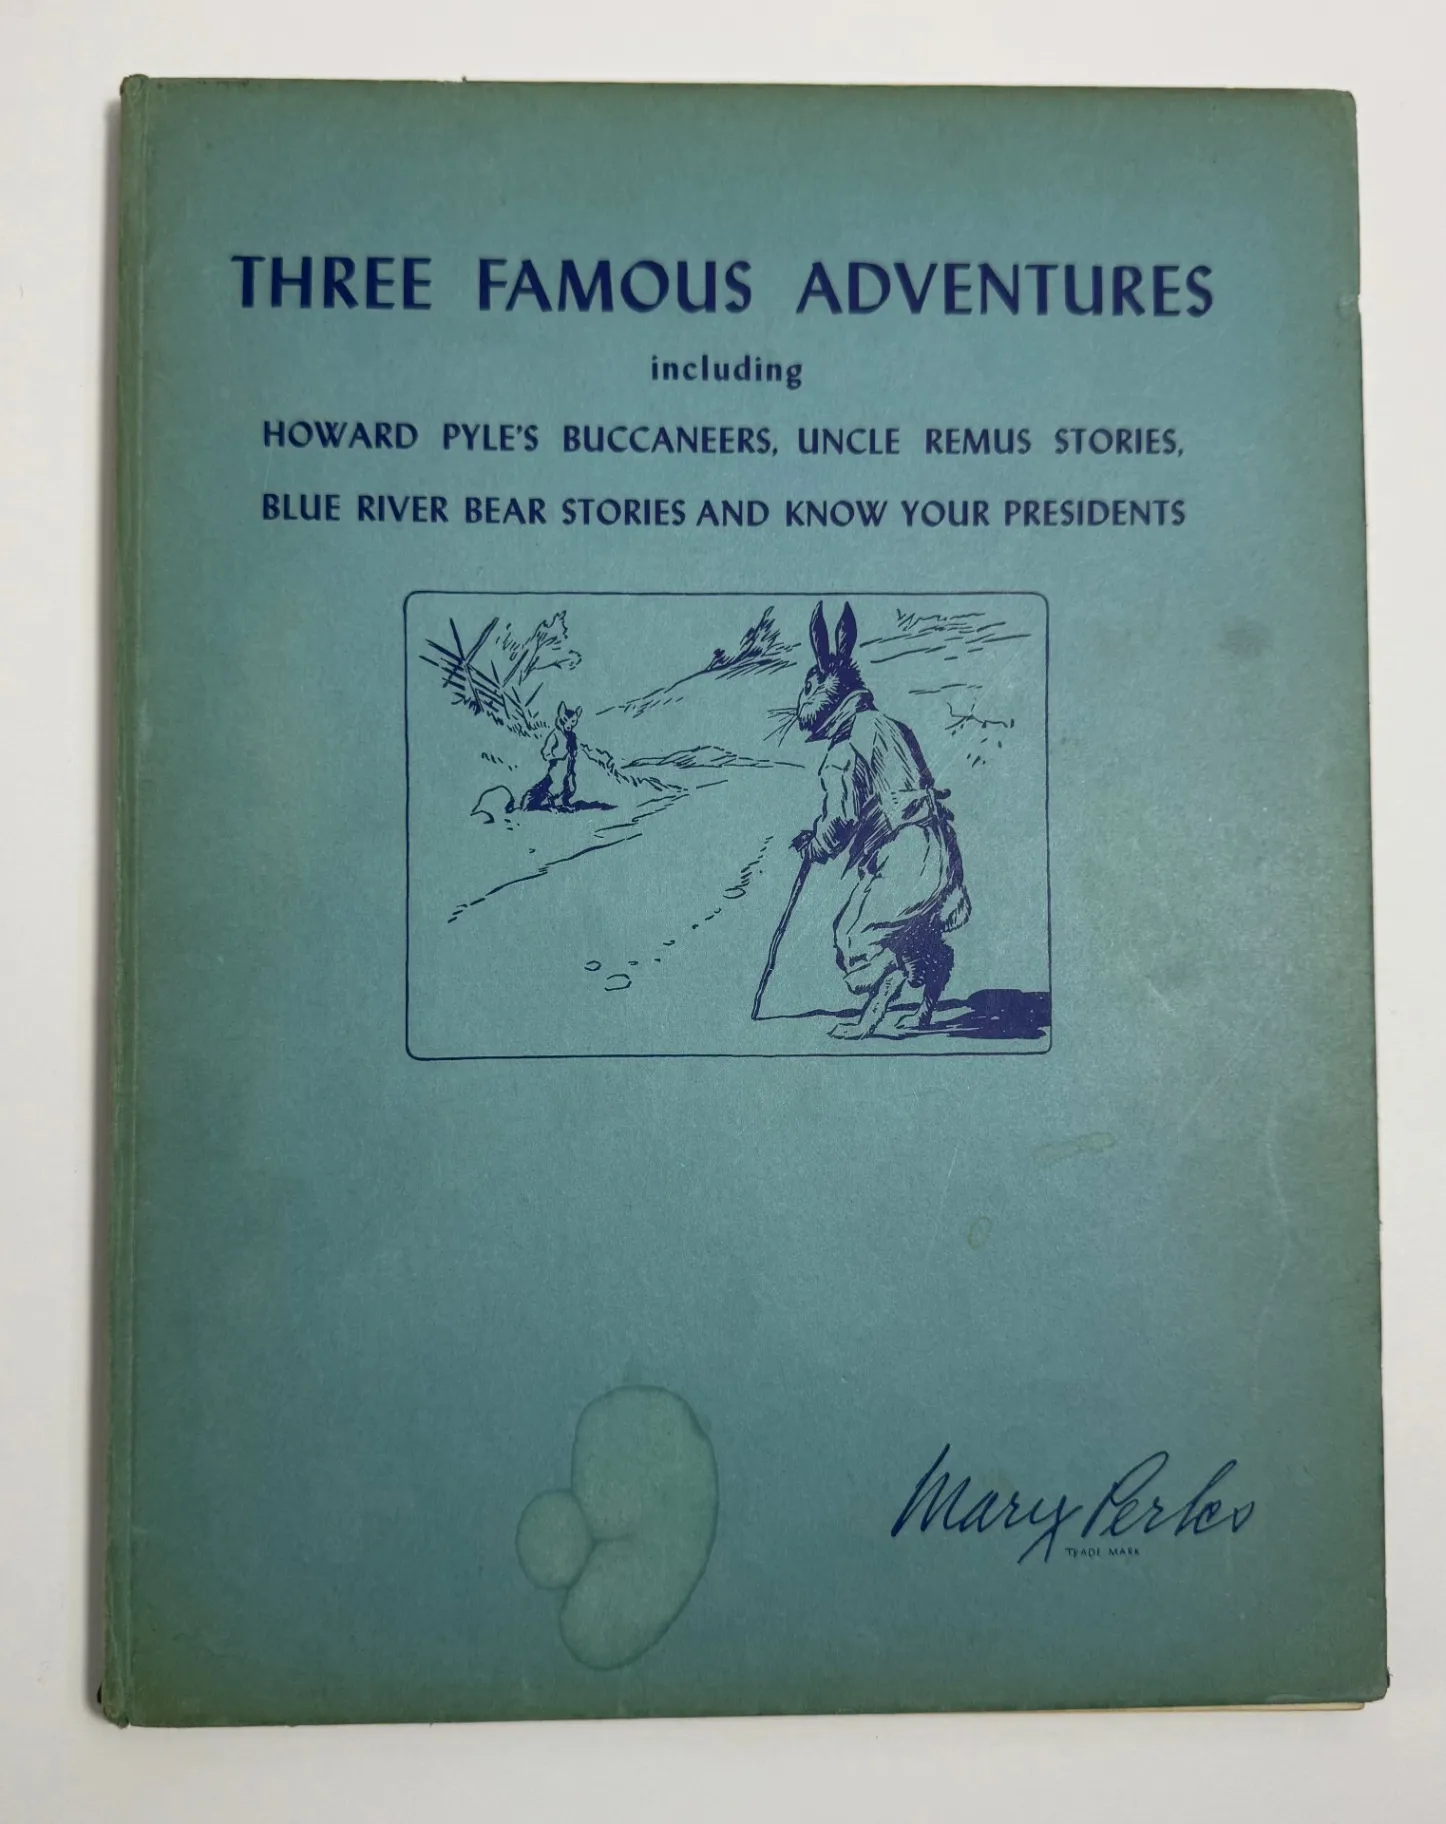 THREE FAMOUS ADVENTURES
including
HOWARD PYLE'S BUCCANEERS, UNCLE REMUS STORIES,
BLUE RIVER BEAR STORIES AND KNOW YOUR PRESIDENTS
Mary Perks
TRADE MARK